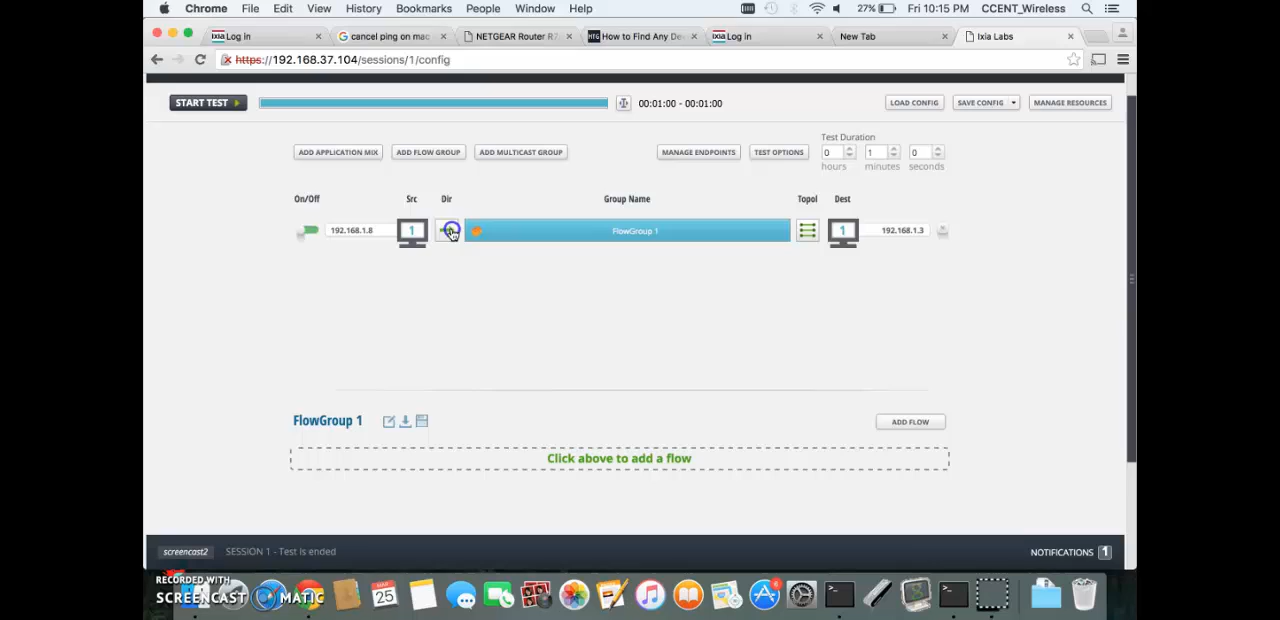 Chrome File Edit View History Bookmarks People Window Help 27% Fri 10:15 PM CCENT_Wireless
IXIA Log in cancel ping on mac NETGEAR Router R7 HTG How to Find Any De IXIA Log in New Tab Ixia Labs
https://192.168.37.104/sessions/1/config
START TEST 00:01:00 - 00:01:00 LOAD CONFIG SAVE CONFIG MANAGE RESOURCES
Test Duration
ADD APPLICATION MIX ADD FLOW GROUP ADD MULTICAST GROUP MANAGE ENDPOINTS TEST OPTIONS 0 1 0
hours minutes seconds
On/Off Src Dir Group Name Topol Dest
192.168.1.8 1 FlowGroup 1 1 192.168.1.3
FlowGroup 1 ADD FLOW
Click above to add a flow
screencast2 SESSION 1 - Test is ended NOTIFICATIONS 1
RECORDED WITH
SCREENCAST MATIC
MAR
25
6